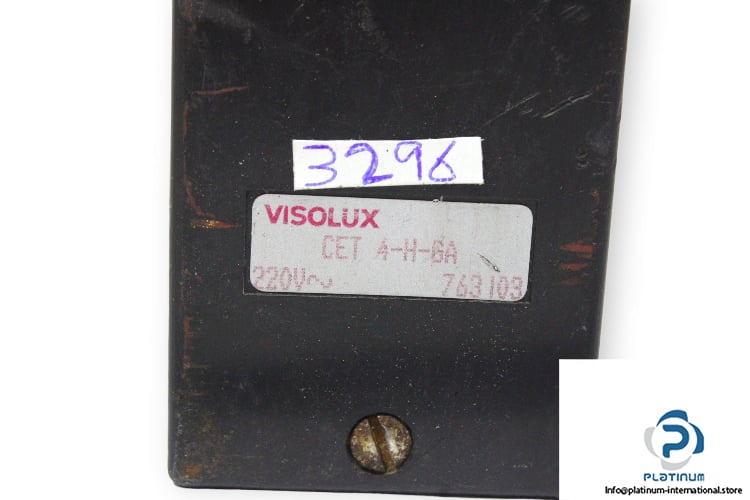 3296
VISOLUX
CET 4-H-6A
220V~ 763103
PLATINUM
Info@platinum-international.store